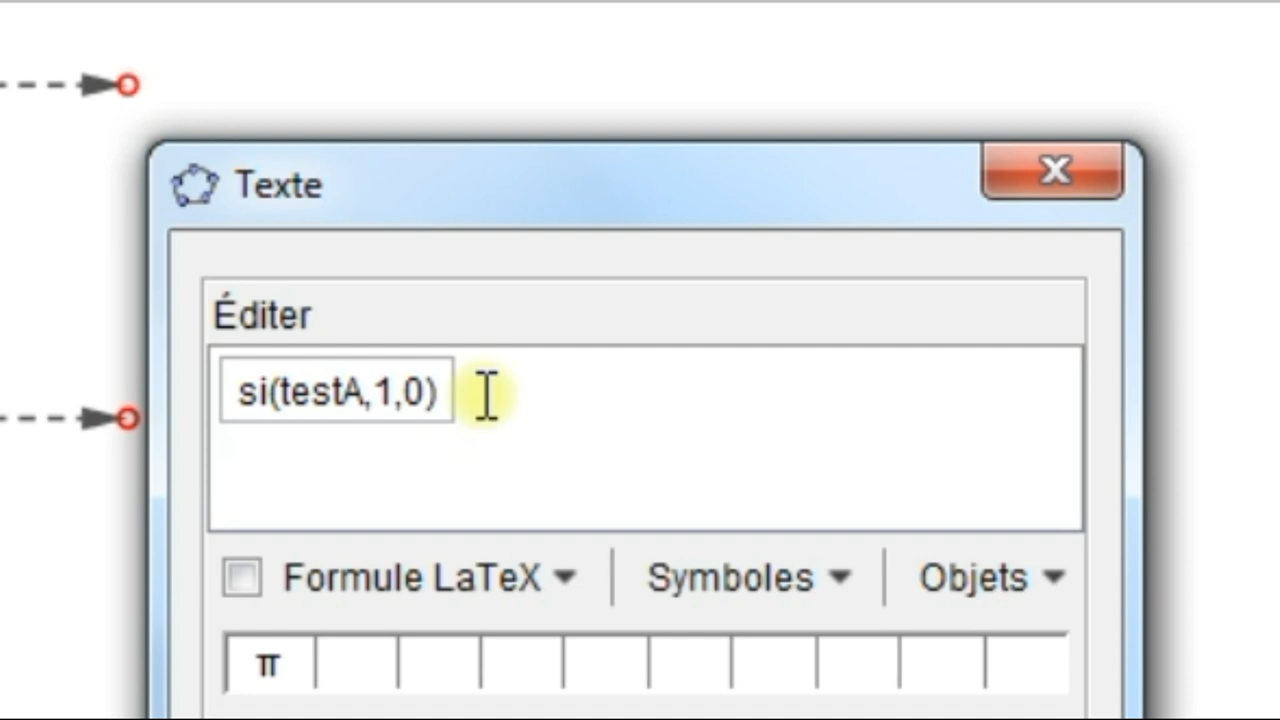 Texte
Éditer
si(testA,1,0)
Formule LaTeX Symboles Objets
π